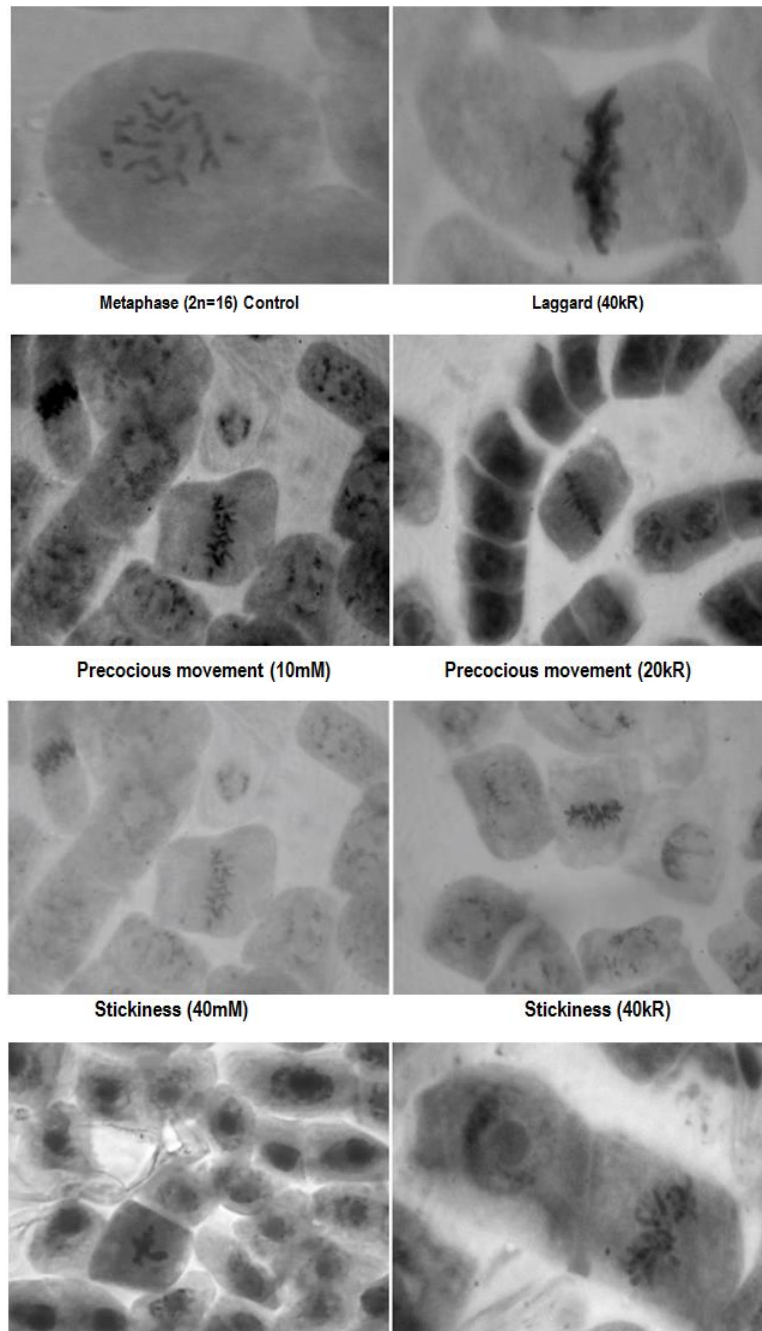 Metaphase (2n=16) Control
Laggard (40kR)
Precocious movement (10mM)
Precocious movement (20kR)
Stickiness (40mM)
Stickiness (40kR)